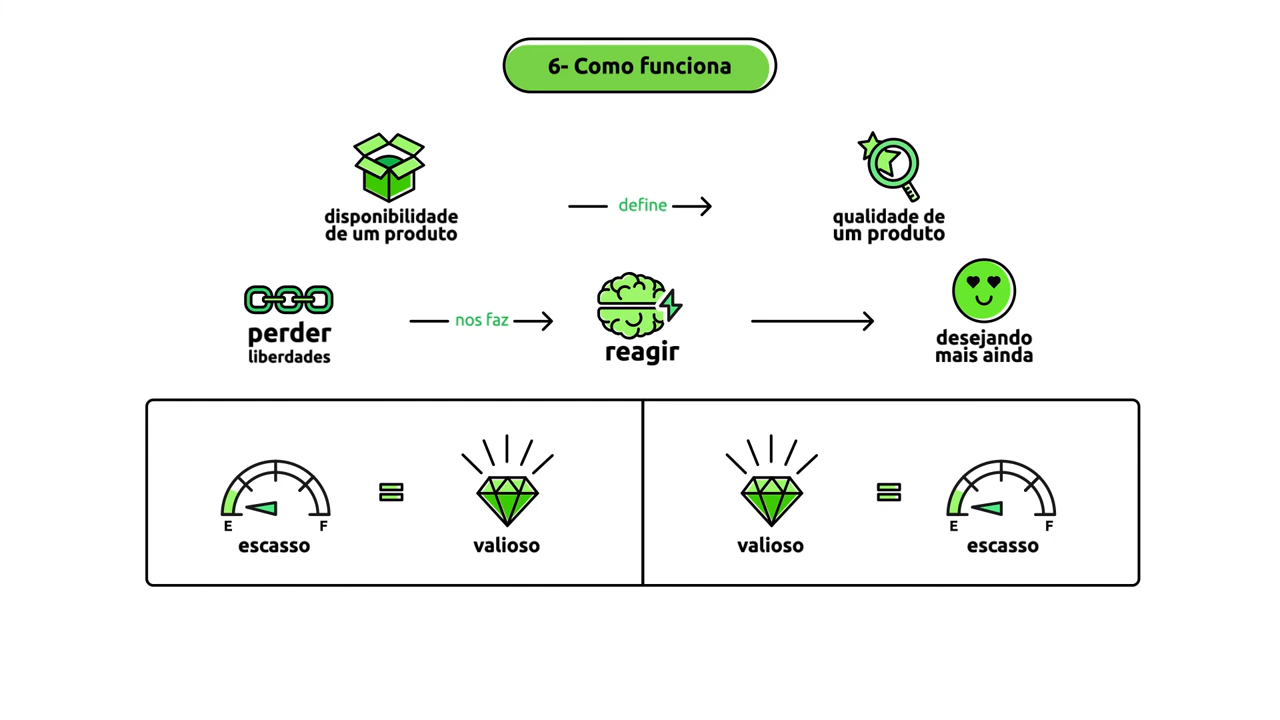 6- Como funciona
disponibilidade
de um produto
define
qualidade de
um produto
perder
liberdades
nos faz
reagir
desejando
mais ainda
E F
escasso
=
valioso
valioso
=
E F
escasso